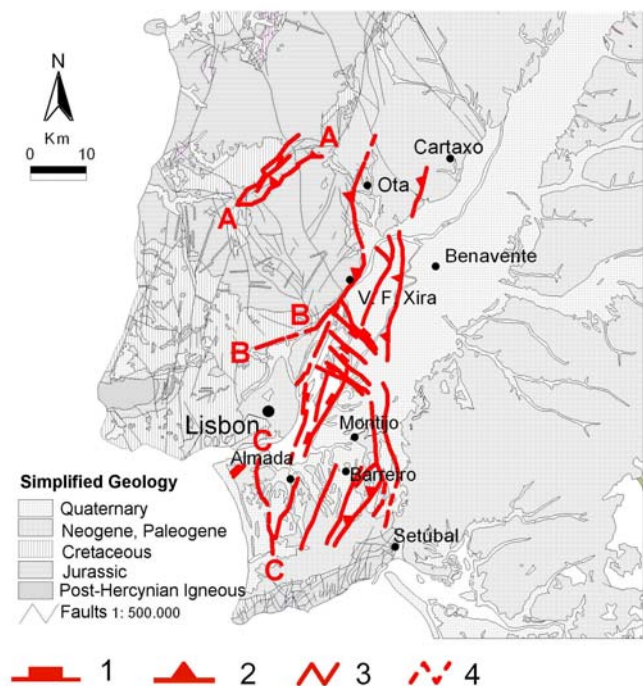 N
Km
0 10
A
Cartaxo
Ota
A
Benavente
V. F. Xira
B
B
Lisbon
Montijo
C
Almada
Barreiro
Simplified Geology
Quaternary
Neogene, Paleogene
Cretaceous
Jurassic
Post-Hercynian Igneous
Faults 1: 500.000
Setúbal
C
1 2 3 4